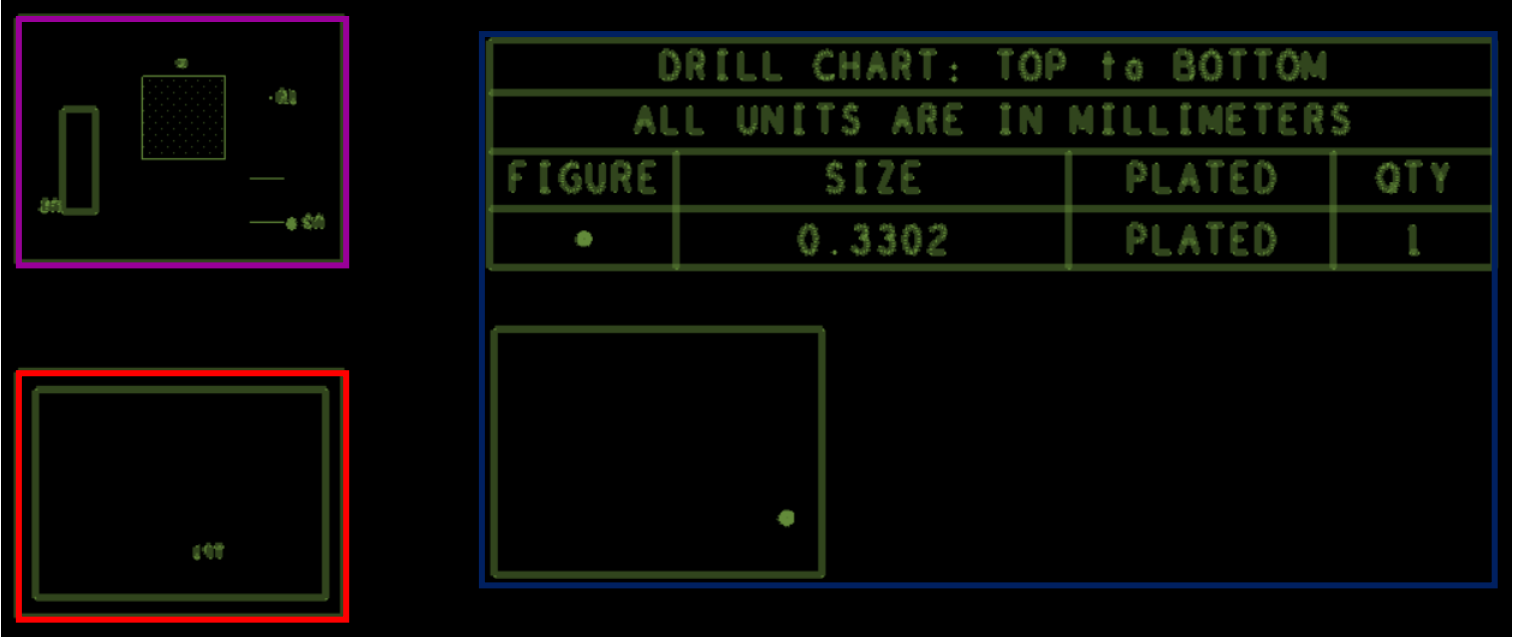 DRILL CHART: TOP to BOTTOM
ALL UNITS ARE IN MILLIMETERS
FIGURE SIZE PLATED QTY
0.3302 PLATED 1